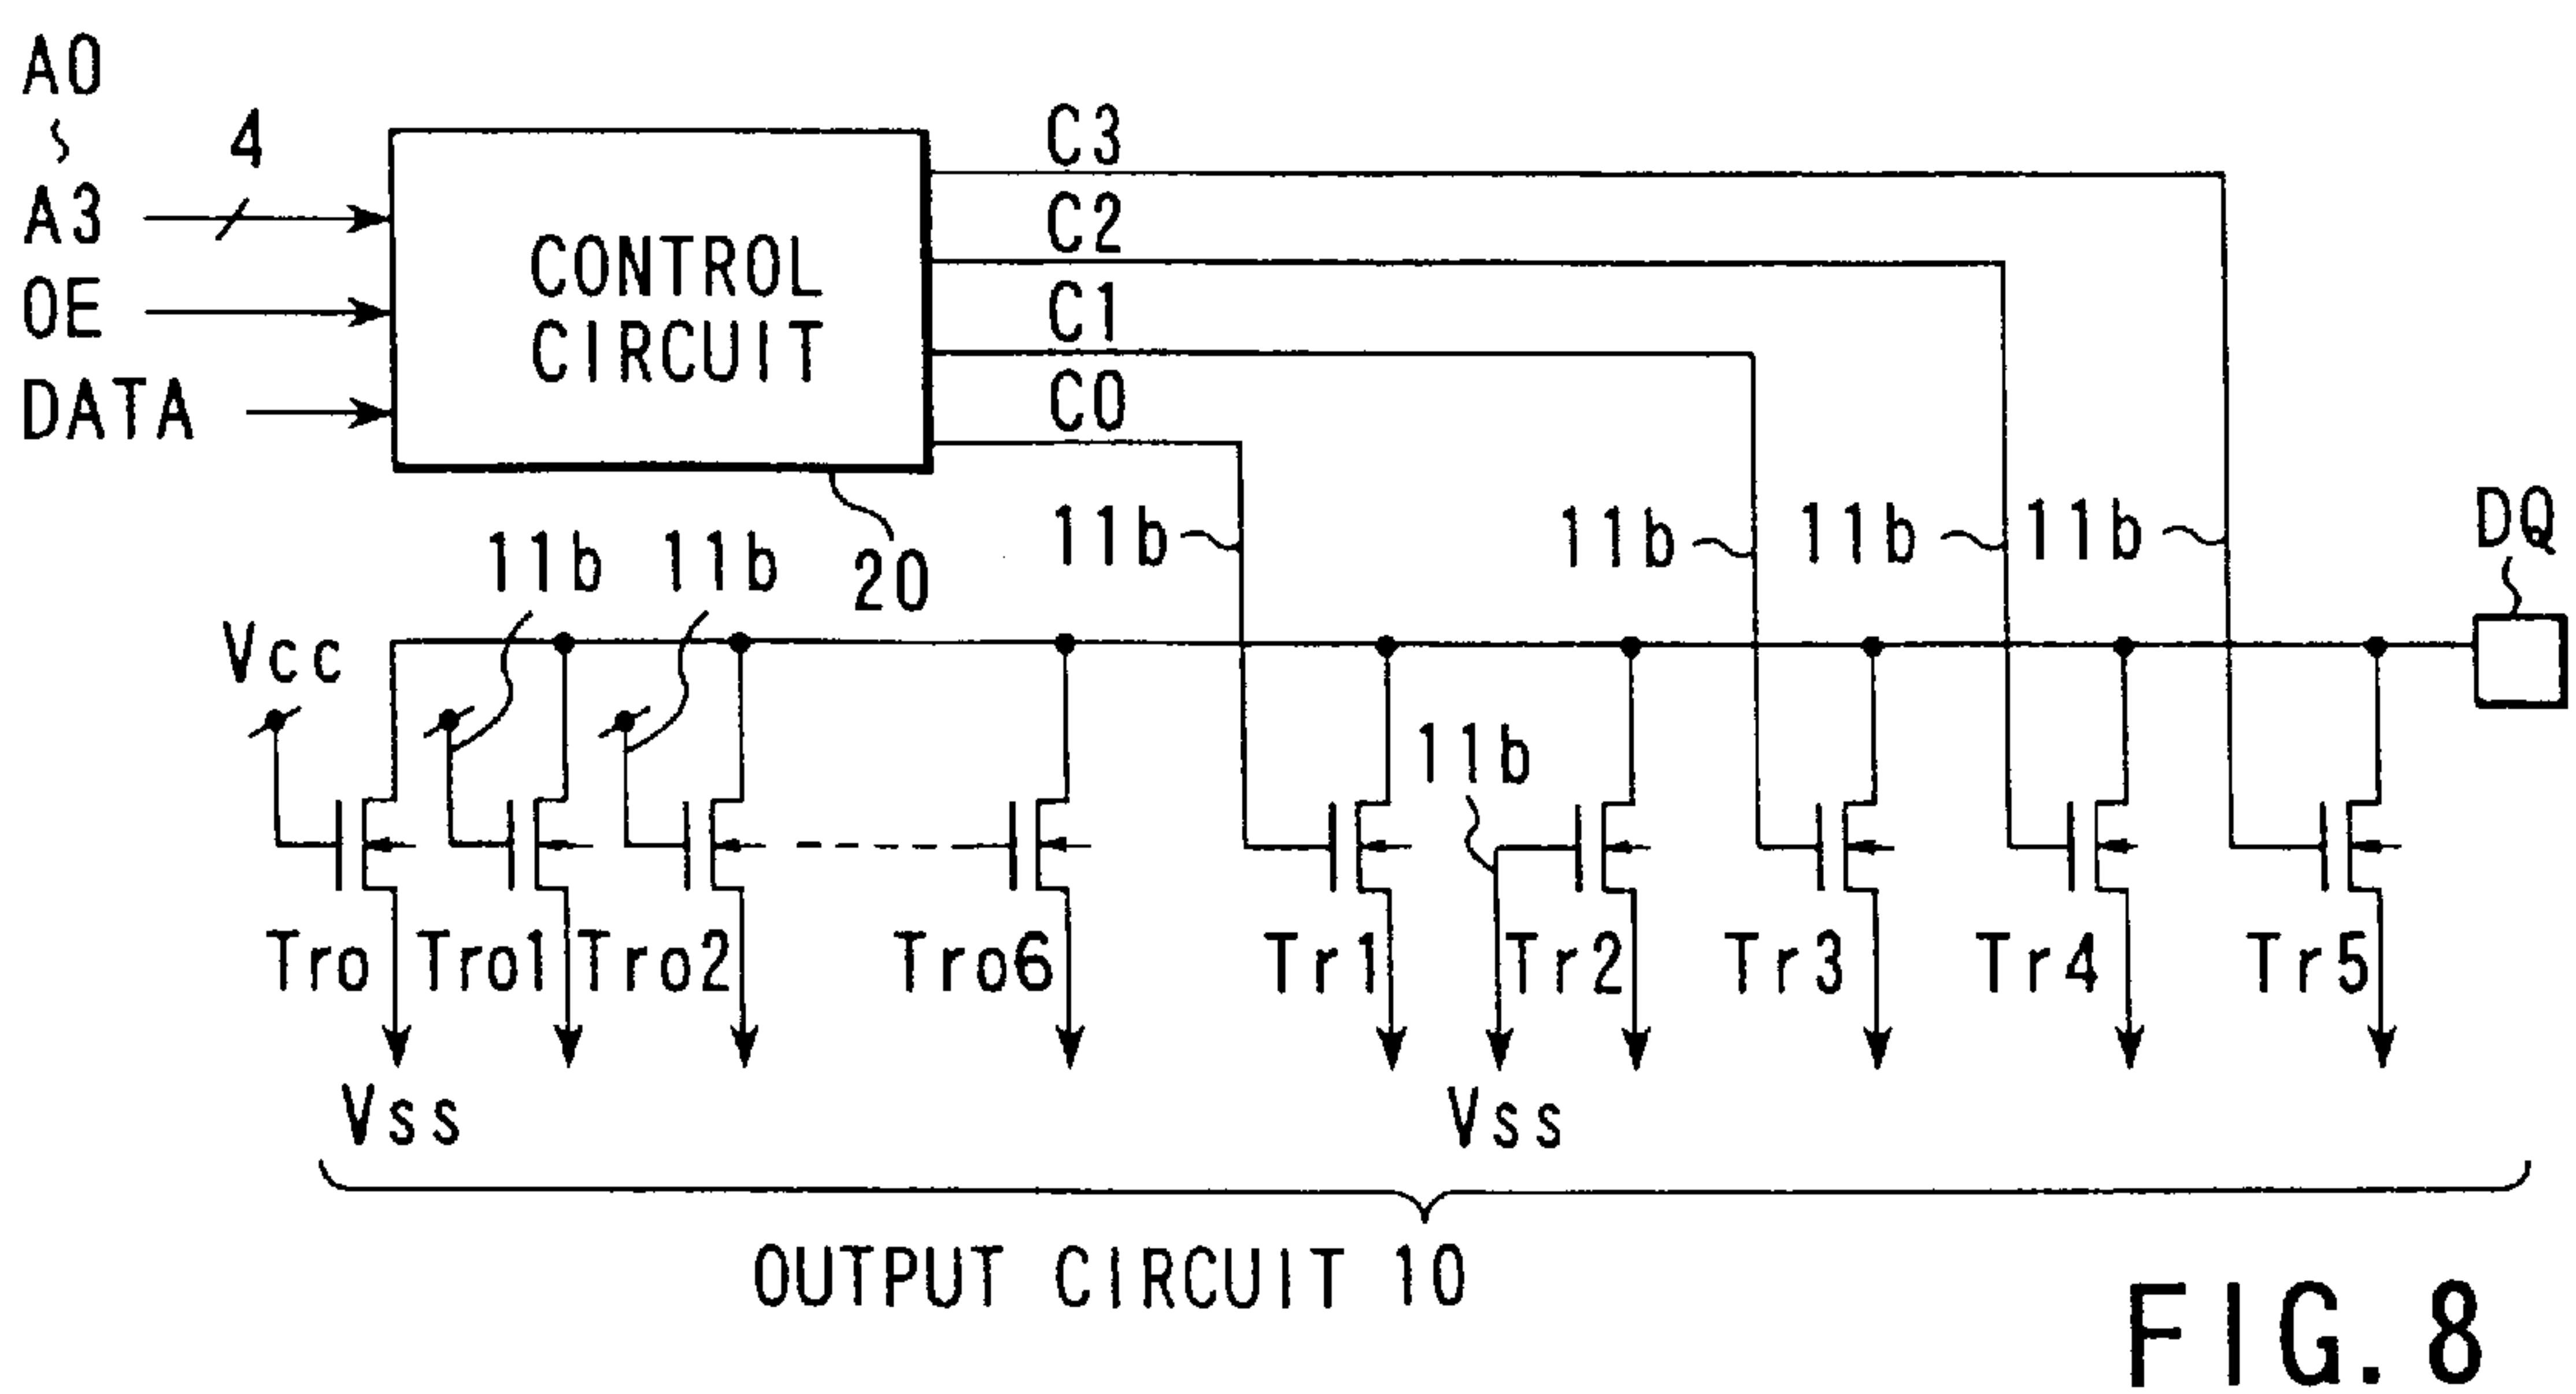 A0
~
A3
4
OE
DATA
CONTROL
CIRCUIT
C3
C2
C1
C0
20
11b
11b
11b
11b
11b
11b
DQ
Vcc
11b
Tro
Tro1
Tro2
Tro6
Tr1
Tr2
Tr3
Tr4
Tr5
Vss
Vss
OUTPUT CIRCUIT 10
FIG. 8